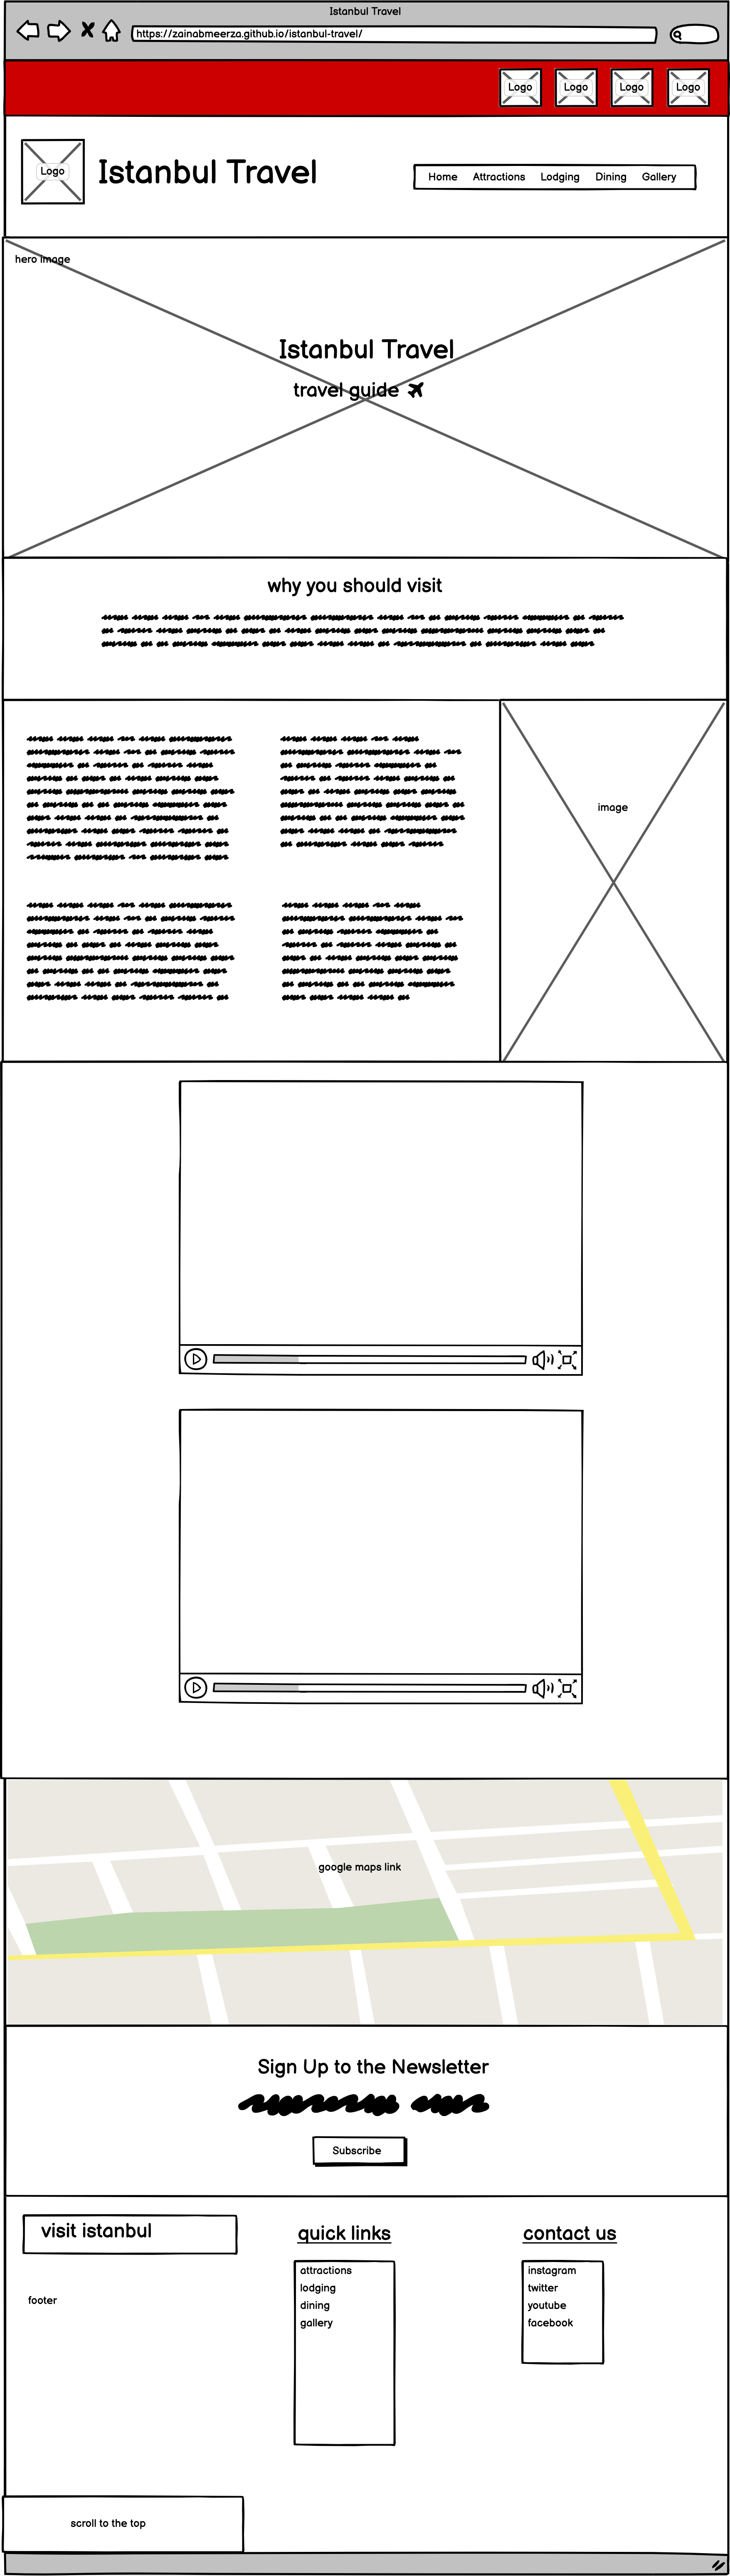 Istanbul Travel
https://zainabmeerza.github.io/istanbul-travel/
Logo Logo Logo Logo
Logo
Istanbul Travel
Home Attractions Lodging Dining Gallery
hero image
Istanbul Travel
travel guide
why you should visit
image
google maps link
Sign Up to the Newsletter
Subscribe
visit istanbul
footer
quick links
attractions
lodging
dining
gallery
contact us
instagram
twitter
youtube
facebook
scroll to the top